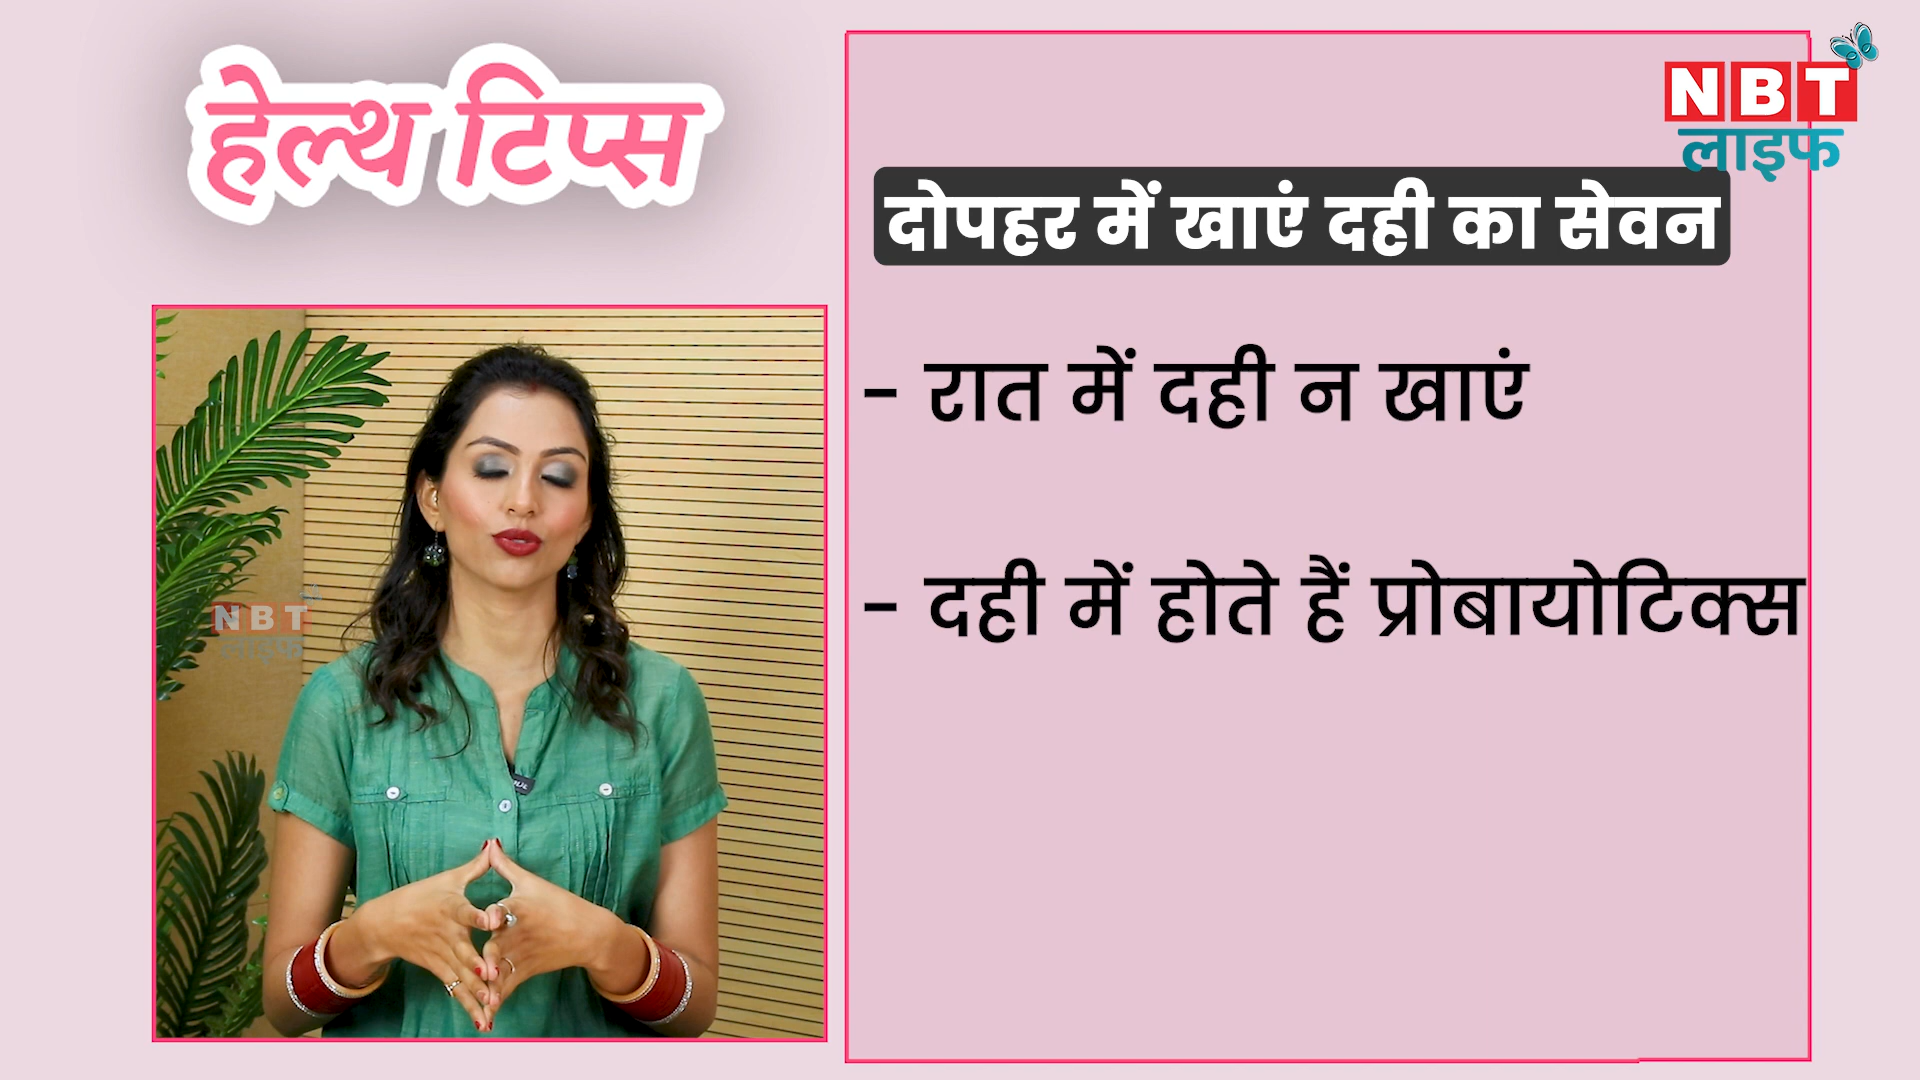 हेल्थ टिप्स
NBT
लाइफ
दोपहर में खाएं दही का सेवन
- रात में दही न खाएं
- दही में होते हैं प्रोबायोटिक्स
NBT
लाइफ